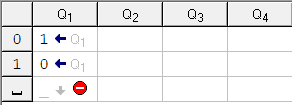 Q1 Q2 Q3 Q4
0 1 ← Q1
1 0 ← Q1
␣ _ ↓